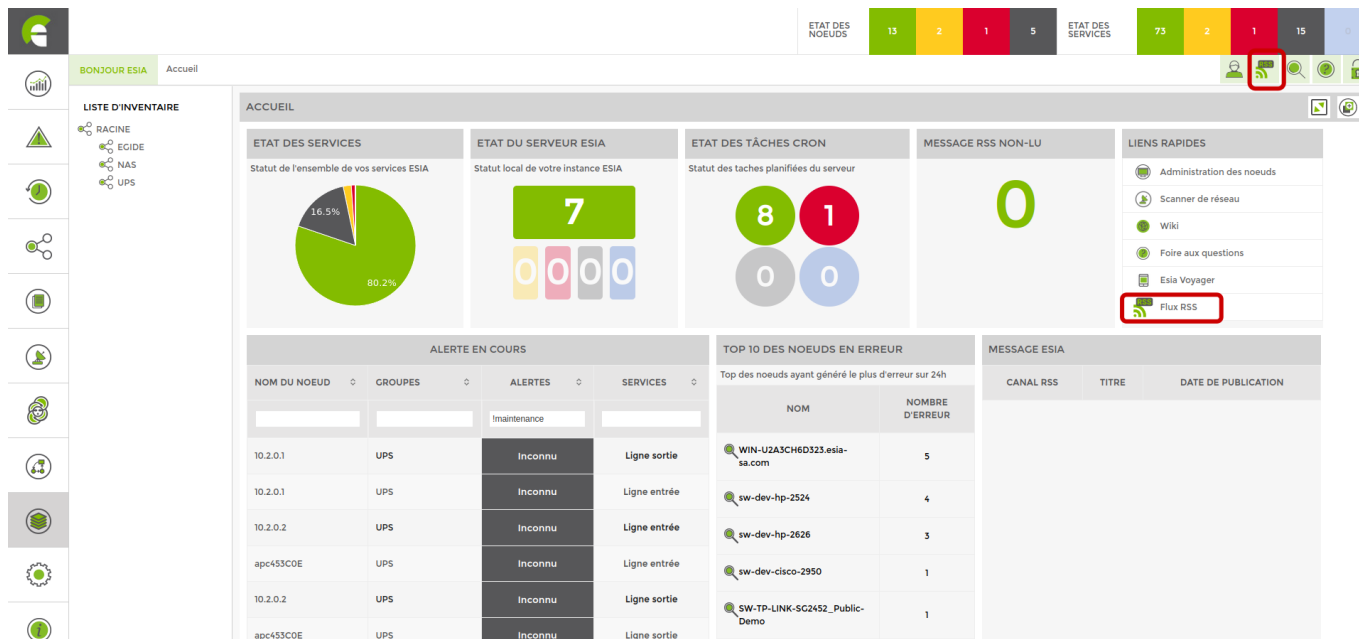 ETAT DES
NOEUDS
13
2
1
5
ETAT DES
SERVICES
73
2
1
15
0
BONJOUR ESIA
Accueil
RSS
LISTE D'INVENTAIRE
RACINE
EGIDE
NAS
UPS
ACCUEIL
ETAT DES SERVICES
Statut de l'ensemble de vos services ESIA
16.5%
80.2%
ETAT DU SERVEUR ESIA
Statut local de votre instance ESIA
7
0 0 0 0
ETAT DES TÂCHES CRON
Statut des taches planifiées du serveur
8 1
0 0
MESSAGE RSS NON-LU
0
LIENS RAPIDES
Administration des noeuds
Scanner de réseau
Wiki
Foire aux questions
Esia Voyager
RSS Flux RSS
ALERTE EN COURS
NOM DU NOEUD GROUPES ALERTES SERVICES
!maintenance
10.2.0.1 UPS Inconnu Ligne sortie
10.2.0.1 UPS Inconnu Ligne entrée
10.2.0.2 UPS Inconnu Ligne entrée
apc453C0E UPS Inconnu Ligne entrée
10.2.0.2 UPS Inconnu Ligne sortie
apc453C0E UPS Inconnu Ligne sortie
TOP 10 DES NOEUDS EN ERREUR
Top des noeuds ayant généré le plus d'erreur sur 24h
NOM
NOMBRE
D'ERREUR
WIN-U2A3CH6D323.esia-
sa.com
5
sw-dev-hp-2524 4
sw-dev-hp-2626 3
sw-dev-cisco-2950 1
SW-TP-LINK-SG2452_Public-
Demo
1
MESSAGE ESIA
CANAL RSS TITRE DATE DE PUBLICATION